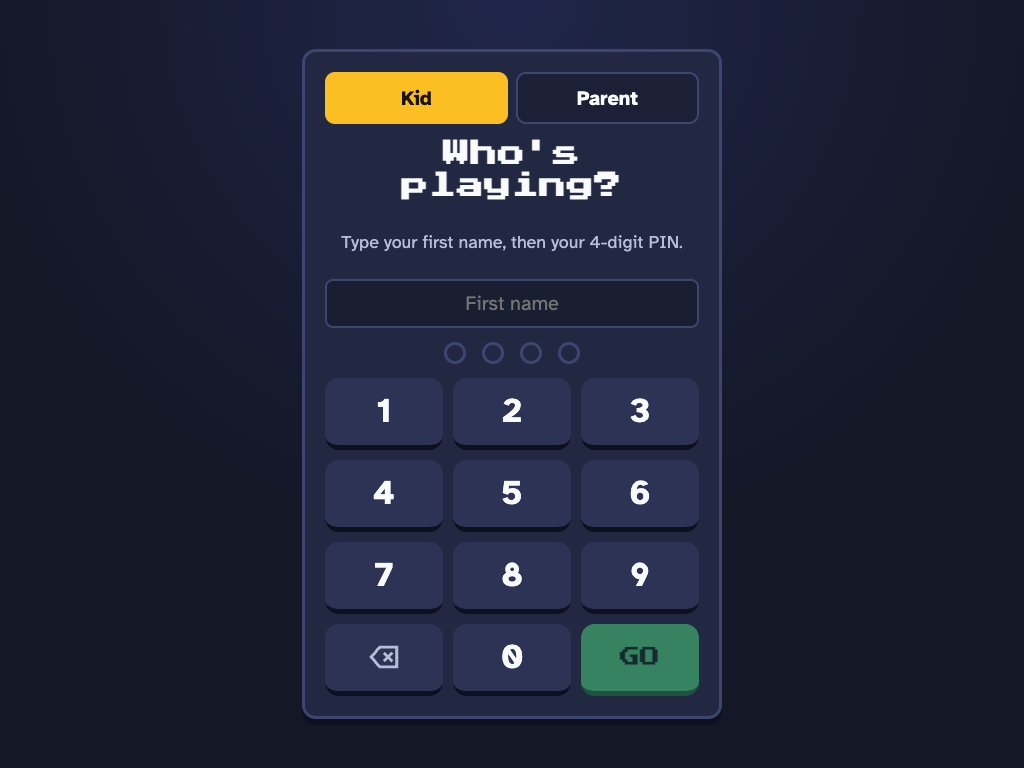 Kid
Parent
Who's
playing?
Type your first name, then your 4-digit PIN.
First name
1 2 3
4 5 6
7 8 9
0 GO